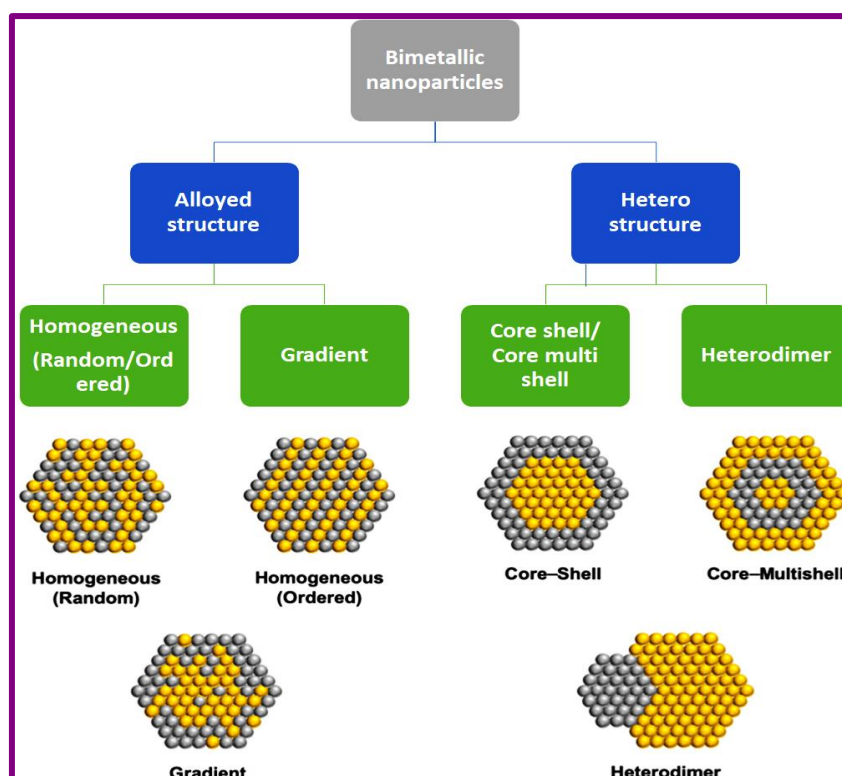 Bimetallic
nanoparticles
Alloyed
structure
Hetero
structure
Homogeneous
(Random/Ord
ered)
Gradient
Core shell/
Core multi
shell
Heterodimer
Homogeneous
(Random)
Homogeneous
(Ordered)
Core–Shell
Core–Multishell
Gradient
Heterodimer